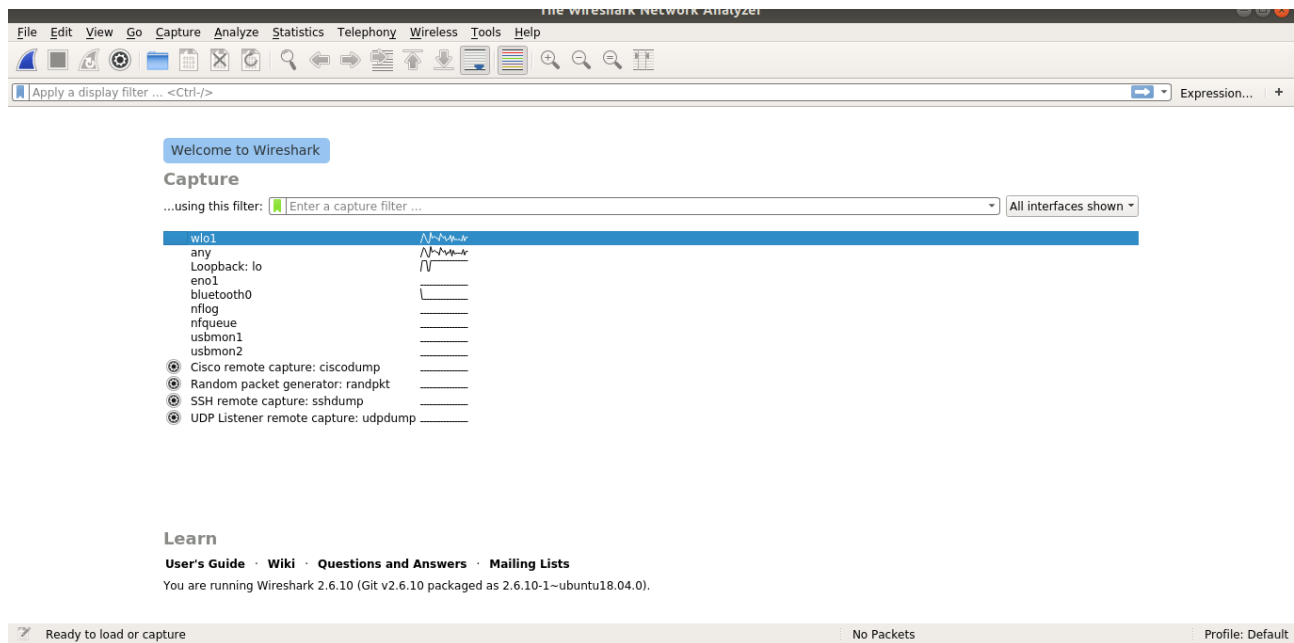 The Wireshark Network Analyzer
File Edit View Go Capture Analyze Statistics Telephony Wireless Tools Help
Apply a display filter ... <Ctrl-/> Expression... +
Welcome to Wireshark
Capture
...using this filter: Enter a capture filter ... All interfaces shown
wlo1
any
Loopback: lo
eno1
bluetooth0
nflog
nfqueue
usbmon1
usbmon2
Cisco remote capture: ciscodump
Random packet generator: randpkt
SSH remote capture: sshdump
UDP Listener remote capture: udpdump
Learn
User's Guide · Wiki · Questions and Answers · Mailing Lists
You are running Wireshark 2.6.10 (Git v2.6.10 packaged as 2.6.10-1~ubuntu18.04.0).
Ready to load or capture No Packets Profile: Default